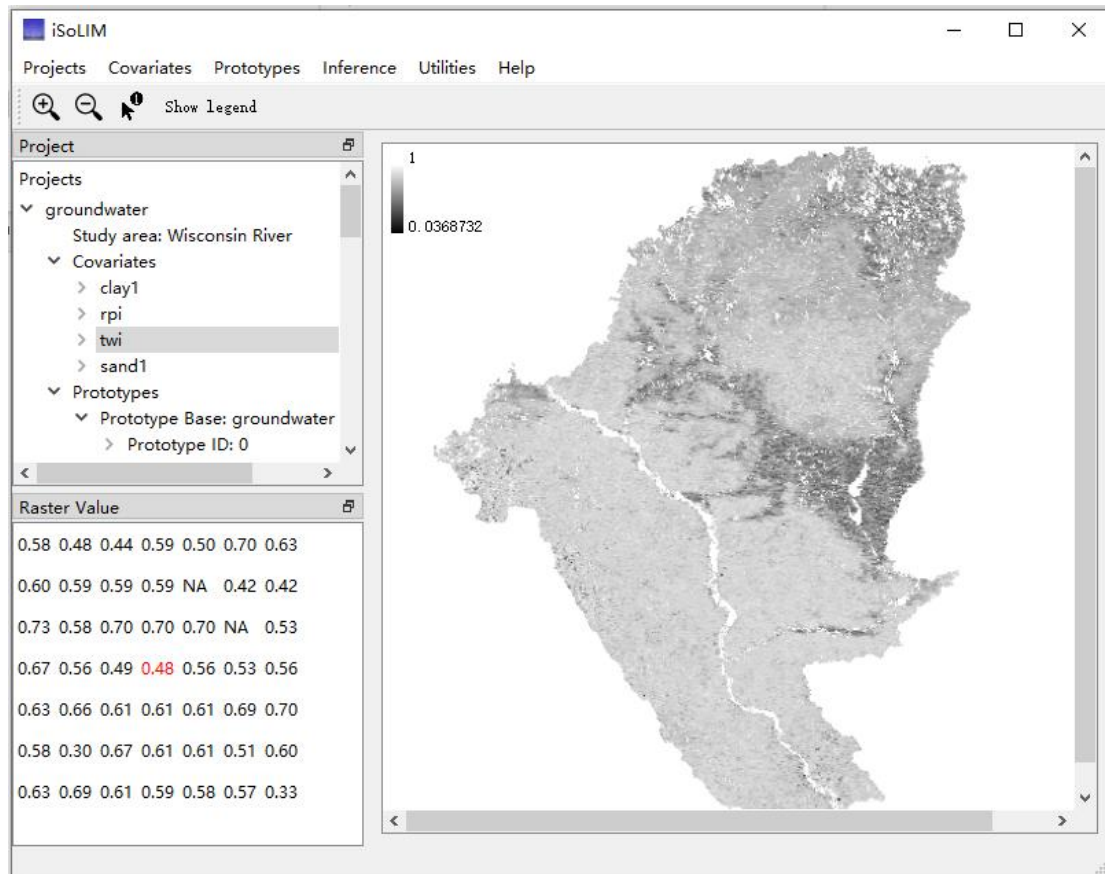 iSoLIM
Projects Covariates Prototypes Inference Utilities Help
Show legend
Project
Projects
groundwater
Study area: Wisconsin River
Covariates
clay1
rpi
twi
sand1
Prototypes
Prototype Base: groundwater
Prototype ID: 0
Raster Value
0.58 0.48 0.44 0.59 0.50 0.70 0.63
0.60 0.59 0.59 0.59 NA 0.42 0.42
0.73 0.58 0.70 0.70 0.70 NA 0.53
0.67 0.56 0.49 0.48 0.56 0.53 0.56
0.63 0.66 0.61 0.61 0.61 0.69 0.70
0.58 0.30 0.67 0.61 0.61 0.51 0.60
0.63 0.69 0.61 0.59 0.58 0.57 0.33
1
0.0368732